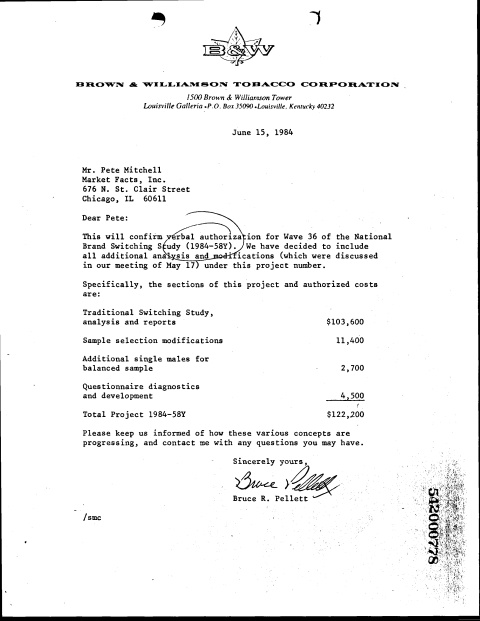 B&W
BROWN & WILLIAMSON TOBACCO CORPORATION
1500 Brown & Williamson Tower
Louisville Galleria • P.O. Box 35090 • Louisville, Kentucky 40232
June 15, 1984
Mr. Pete Mitchell
Market Facts, Inc.
676 N. St. Clair Street
Chicago, IL 60611
Dear Pete:
This will confirm verbal authorization for Wave 36 of the National
Brand Switching Study (1984-58Y). We have decided to include
all additional analysis and modifications (which were discussed
in our meeting of May 17) under this project number.
Specifically, the sections of this project and authorized costs
are:
Traditional Switching Study,
analysis and reports $103,600
Sample selection modifications 11,400
Additional single males for
balanced sample 2,700
Questionnaire diagnostics
and development 4,500
Total Project 1984-58Y $122,200
Please keep us informed of how these various concepts are
progressing, and contact me with any questions you may have.
Sincerely yours,
Bruce Pellett
Bruce R. Pellett
/smc
542000778